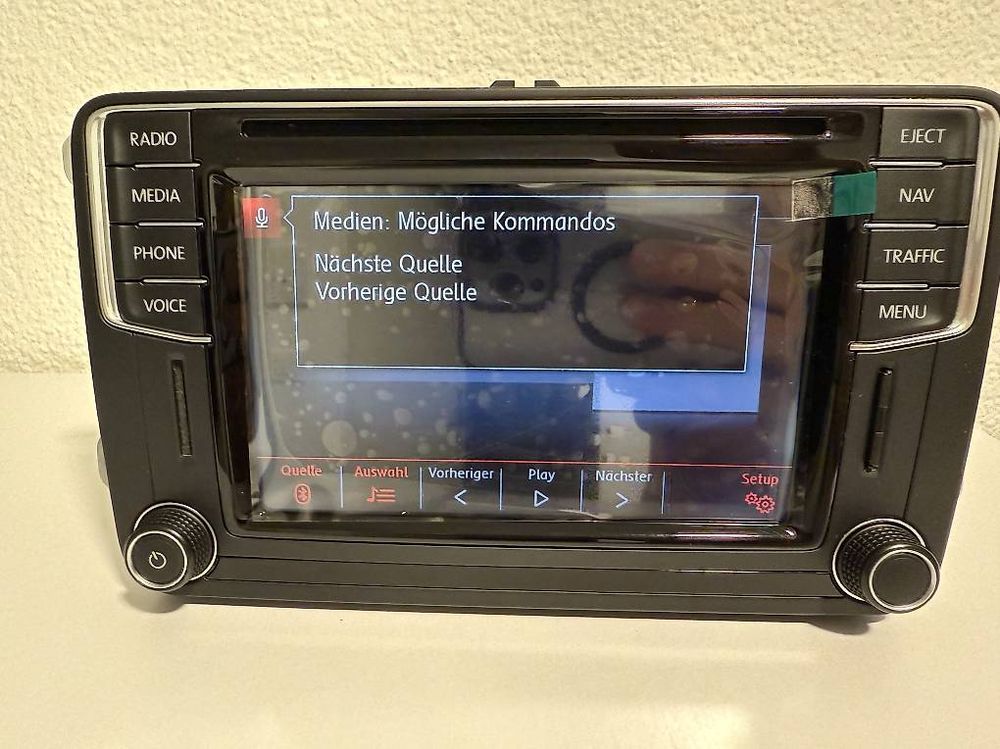 RADIO
MEDIA
PHONE
VOICE
EJECT
NAV
TRAFFIC
MENU
Medien: Mögliche Kommandos
Nächste Quelle
Vorherige Quelle
Quelle
Auswahl
Vorheriger
Play
Nächster
Setup